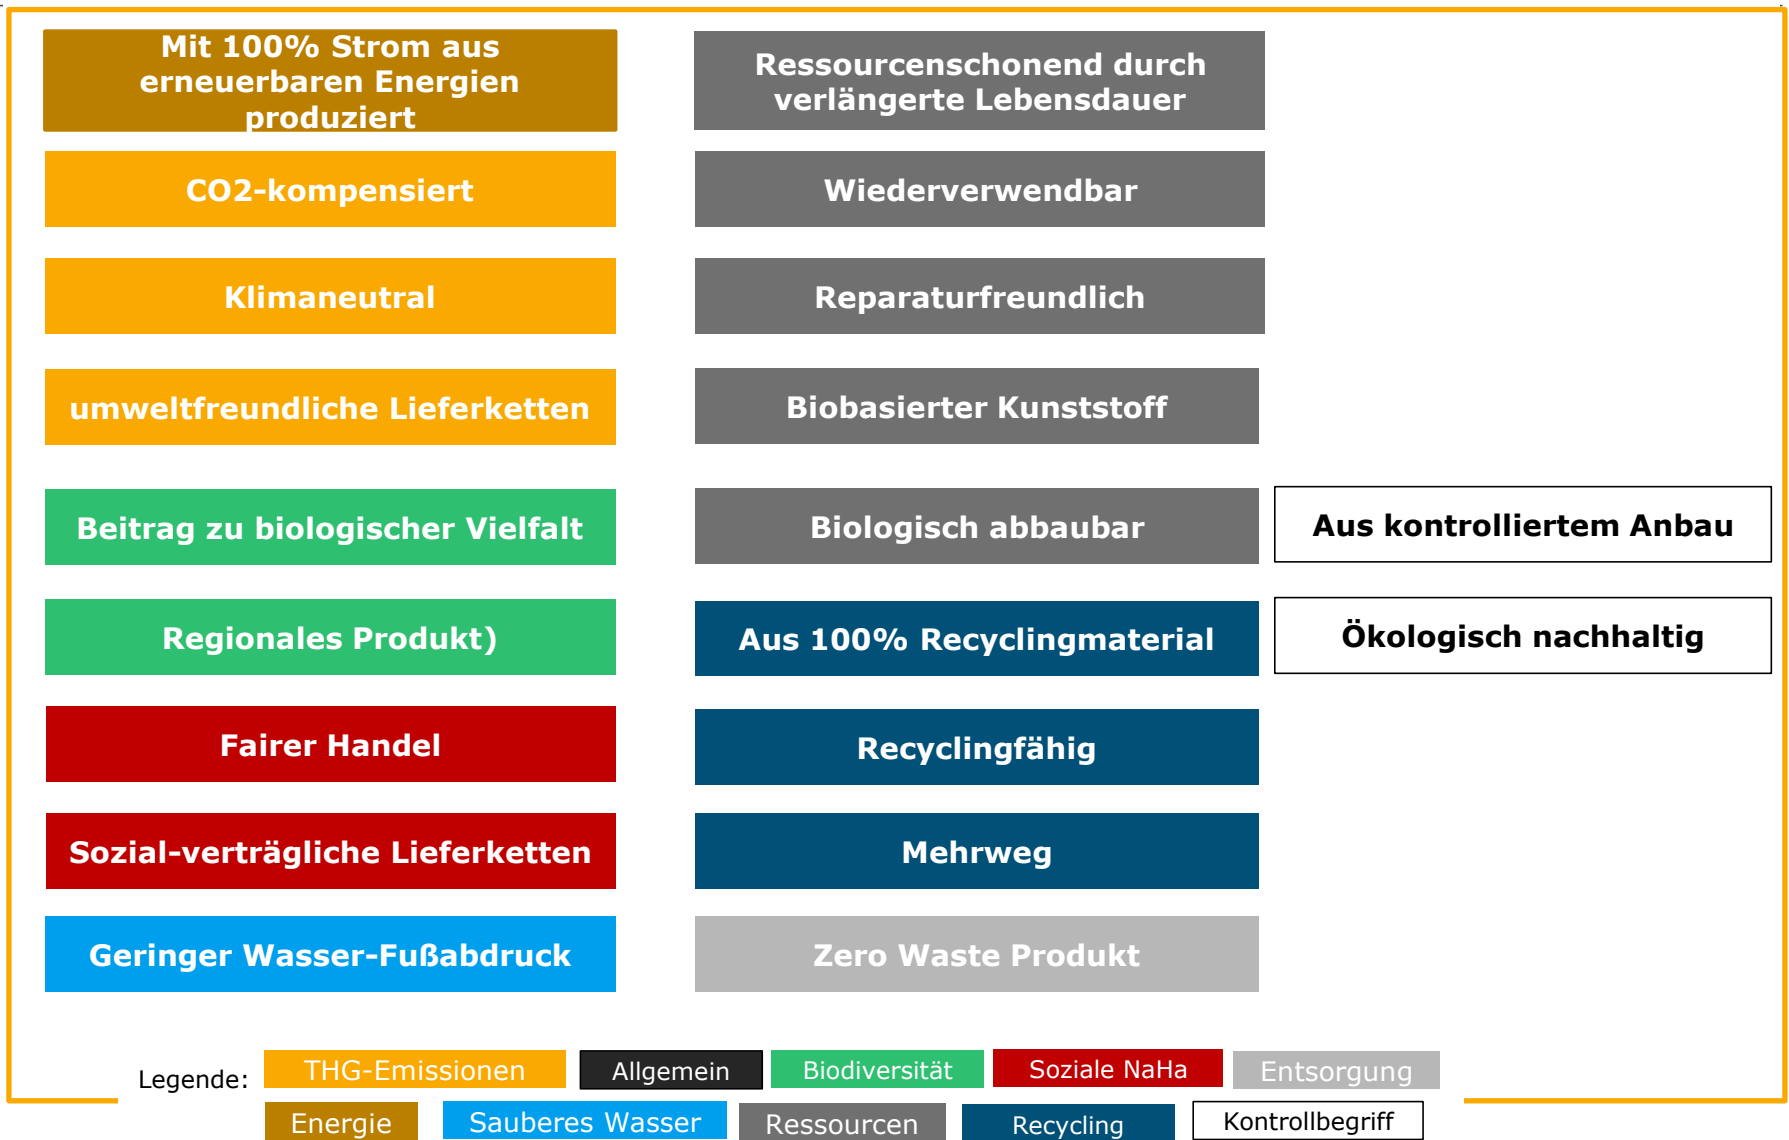 Mit 100% Strom aus
erneuerbaren Energien
produziert
CO2-kompensiert
Klimaneutral
umweltfreundliche Lieferketten
Beitrag zu biologischer Vielfalt
Regionales Produkt)
Fairer Handel
Sozial-verträgliche Lieferketten
Geringer Wasser-Fußabdruck
Ressourcenschonend durch
verlängerte Lebensdauer
Wiederverwendbar
Reparaturfreundlich
Biobasierter Kunststoff
Biologisch abbaubar
Aus 100% Recyclingmaterial
Recyclingfähig
Mehrweg
Zero Waste Produkt
Aus kontrolliertem Anbau
Ökologisch nachhaltig
Legende:
THG-Emissionen
Allgemein
Biodiversität
Soziale NaHa
Entsorgung
Energie
Sauberes Wasser
Ressourcen
Recycling
Kontrollbegriff